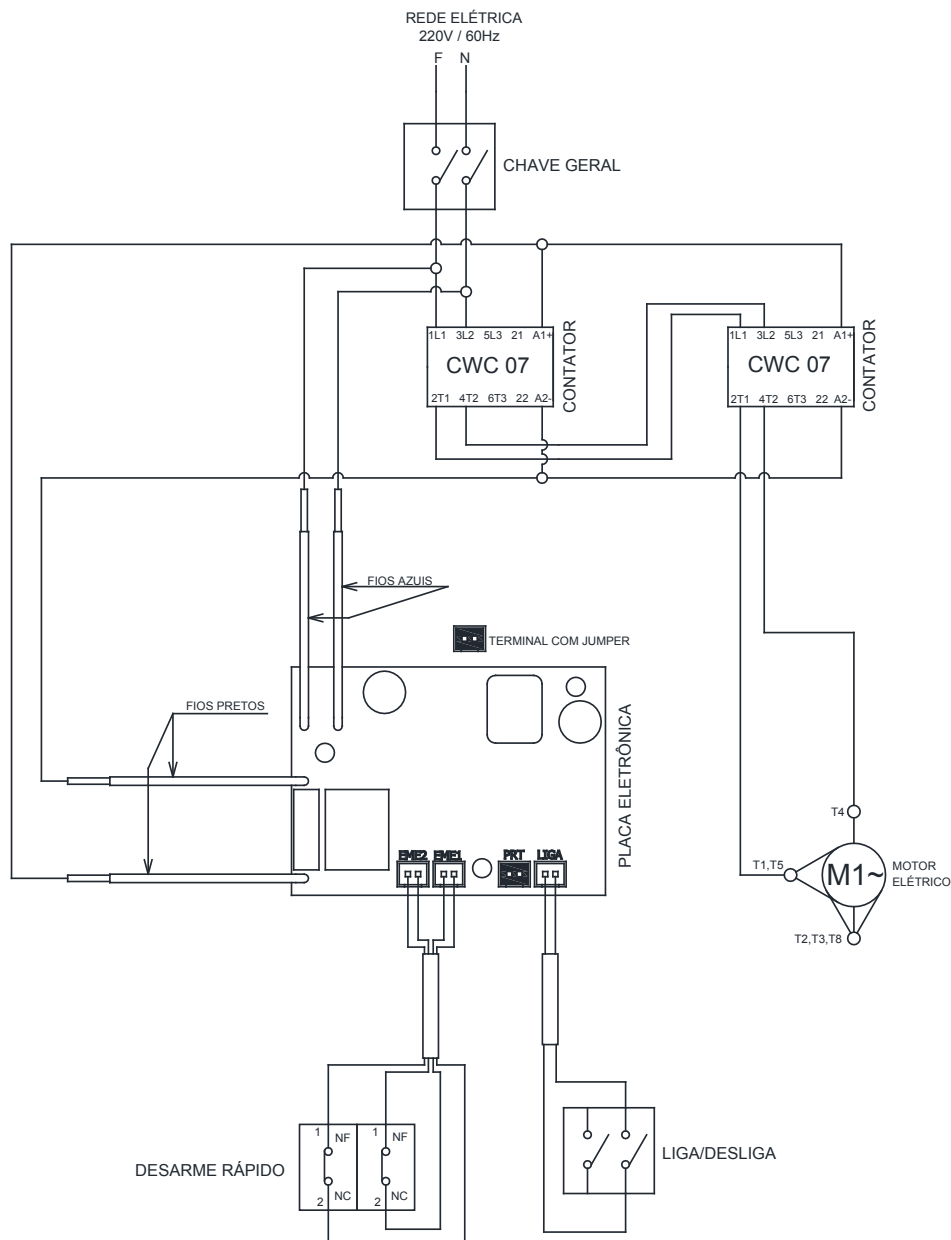 REDE ELÉTRICA
220V / 60Hz
F N
CHAVE GERAL
1L1 3L2 5L3 21 A1+
CWC 07
2T1 4T2 6T3 22 A2-
CONTATOR
1L1 3L2 5L3 21 A1+
CWC 07
2T1 4T2 6T3 22 A2-
CONTATOR
FIOS AZUIS
TERMINAL COM JUMPER
FIOS PRETOS
PLACA ELETRÔNICA
EME2 EME1 PRT LIGA
T4
T1,T5
M1~
MOTOR
ELÉTRICO
T2,T3,T8
DESARME RÁPIDO
1 NF
2 NC
1 NF
2 NC
LIGA/DESLIGA